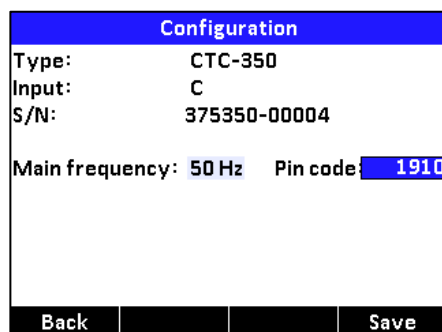 Configuration
Type: CTC-350
Input: C
S/N: 375350-00004
Main frequency: 50 Hz Pin code: 1910
Back Save